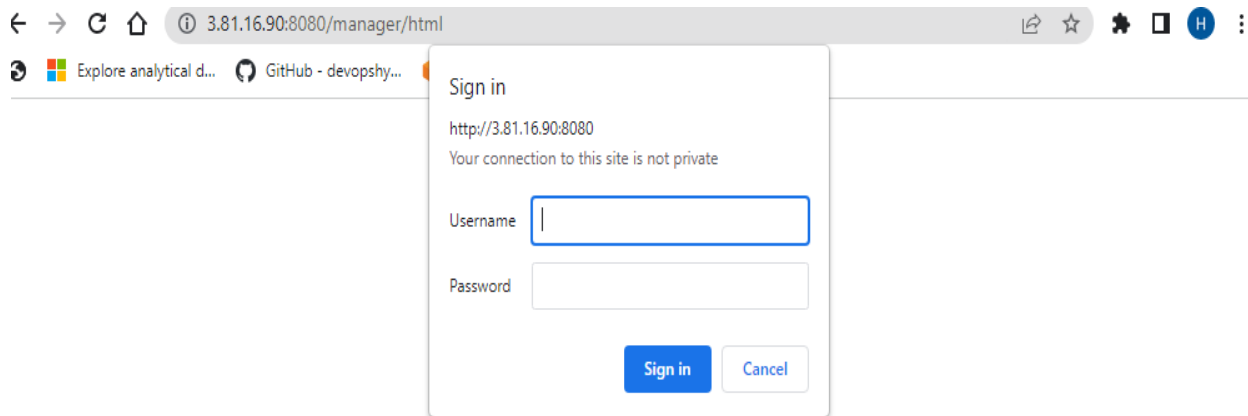 3.81.16.90:8080/manager/html
H
Explore analytical d...
GitHub - devopshy...
Sign in
http://3.81.16.90:8080
Your connection to this site is not private
Username
Password
Sign in
Cancel